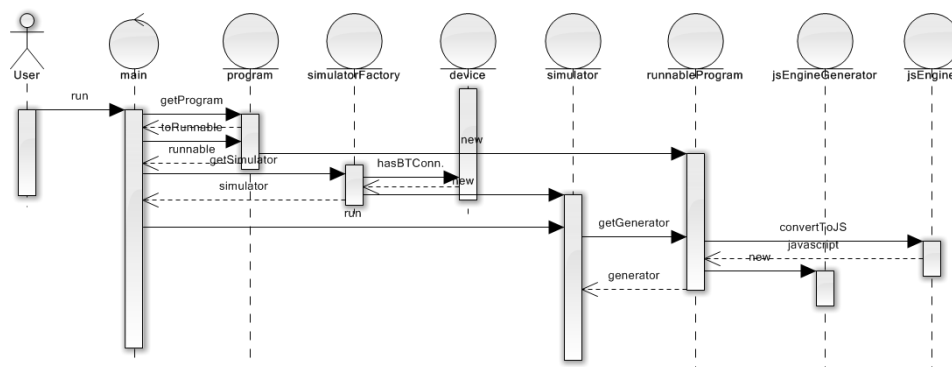 User
main
program
simulatorFactory
device
simulator
runnableProgram
jsEngineGenerator
jsEngine
run
getProgram
toRunnable
runnable
new
getSimulator
hasBTConn.
simulator
new
run
getGenerator
convertToJS
javascript
new
generator